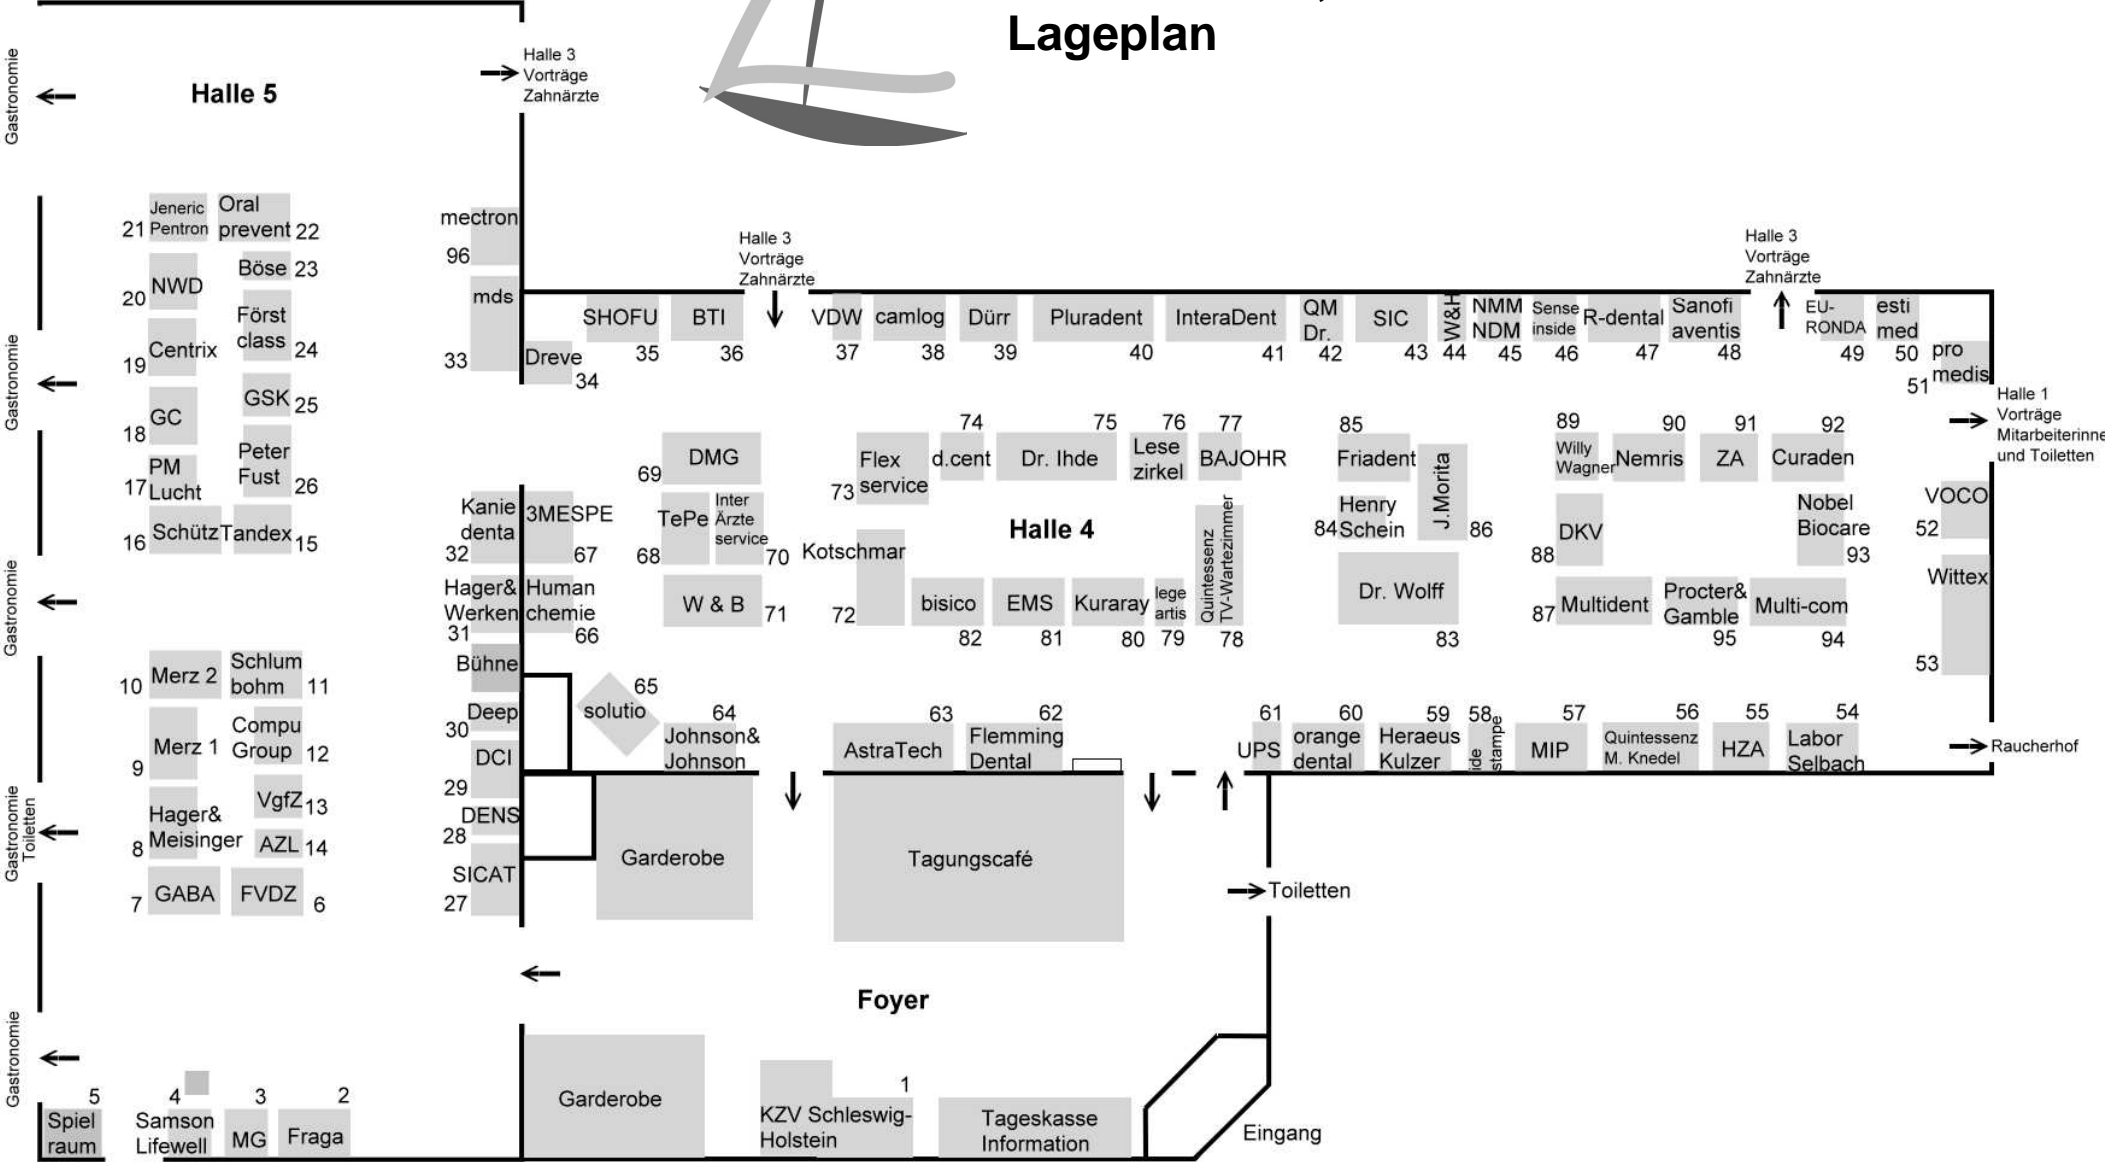 Lageplan
Gastronomie
Halle 5
Halle 3
Vorträge
Zahnärzte
Jeneric
Pentron
21
Oral
prevent
22
Böse
23
NWD
20
Först
class
24
Centrix
19
GSK
25
GC
18
Peter
Fust
26
PM
Lucht
17
Schütz
16
Tandex
15
Gastronomie
Gastronomie
mectron
96
mds
33
Kanie
denta
32
Hager&
Werken
31
Bühne
Deep
30
DCI
29
DENS
28
SICAT
27
Merz 2
10
Schlum
bohm
11
Merz 1
9
Compu
Group
12
VgfZ
13
Hager&
Meisinger
8
AZL
14
GABA
7
FVDZ
6
Gastronomie
Toiletten
Gastronomie
5
Spiel
raum
4
Samson
Lifewell
3
MG
2
Fraga
Halle 3
Vorträge
Zahnärzte
Halle 3
Vorträge
Zahnärzte
Dreve
34
SHOFU
35
BTI
36
VDW
37
camlog
38
Dürr
39
Pluradent
40
InteraDent
41
QM
Dr.
42
SIC
43
W&H
44
NMM
NDM
45
Sense
inside
46
R-dental
47
Sanofi
aventis
48
EU-
RONDA
49
esti
med
50
pro
medis
51
Halle 1
Vorträge
Mitarbeiterinne
und Toiletten
DMG
69
TePe
68
Inter
Ärzte
service
70
3MESPE
67
Human
chemie
66
W & B
71
Flex
service
73
74
d.cent
75
Dr. Ihde
76
Lese
zirkel
77
BAJOHR
Halle 4
Kotschmar
72
bisico
82
EMS
81
Kuraray
80
lege
artis
79
Quintessenz
TV-Wartezimmer
78
85
Friadent
Henry
Schein
84
J.Morita
86
Dr. Wolff
83
89
Willy
Wagner
90
Nemris
91
ZA
92
Curaden
DKV
88
Nobel
Biocare
93
Multident
87
Procter&
Gamble
95
Multi-com
94
VOCO
52
Wittex
53
65
solutio
64
Johnson&
Johnson
63
AstraTech
62
Flemming
Dental
61
UPS
60
orange
dental
59
Heraeus
Kulzer
58
ide
stampe
57
MIP
56
Quintessenz
M. Knedel
55
HZA
54
Labor
Selbach
Raucherhof
Garderobe
Tagungscafé
Toiletten
Foyer
Garderobe
1
KZV Schleswig-
Holstein
Tageskasse
Information
Eingang